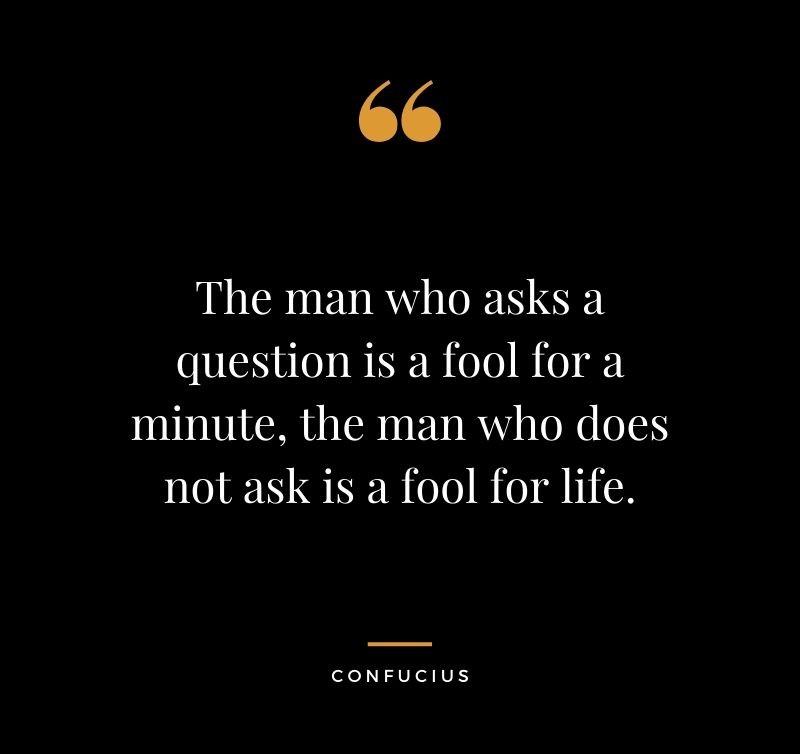 “
The man who asks a
question is a fool for a
minute, the man who does
not ask is a fool for life.
CONFUCIUS